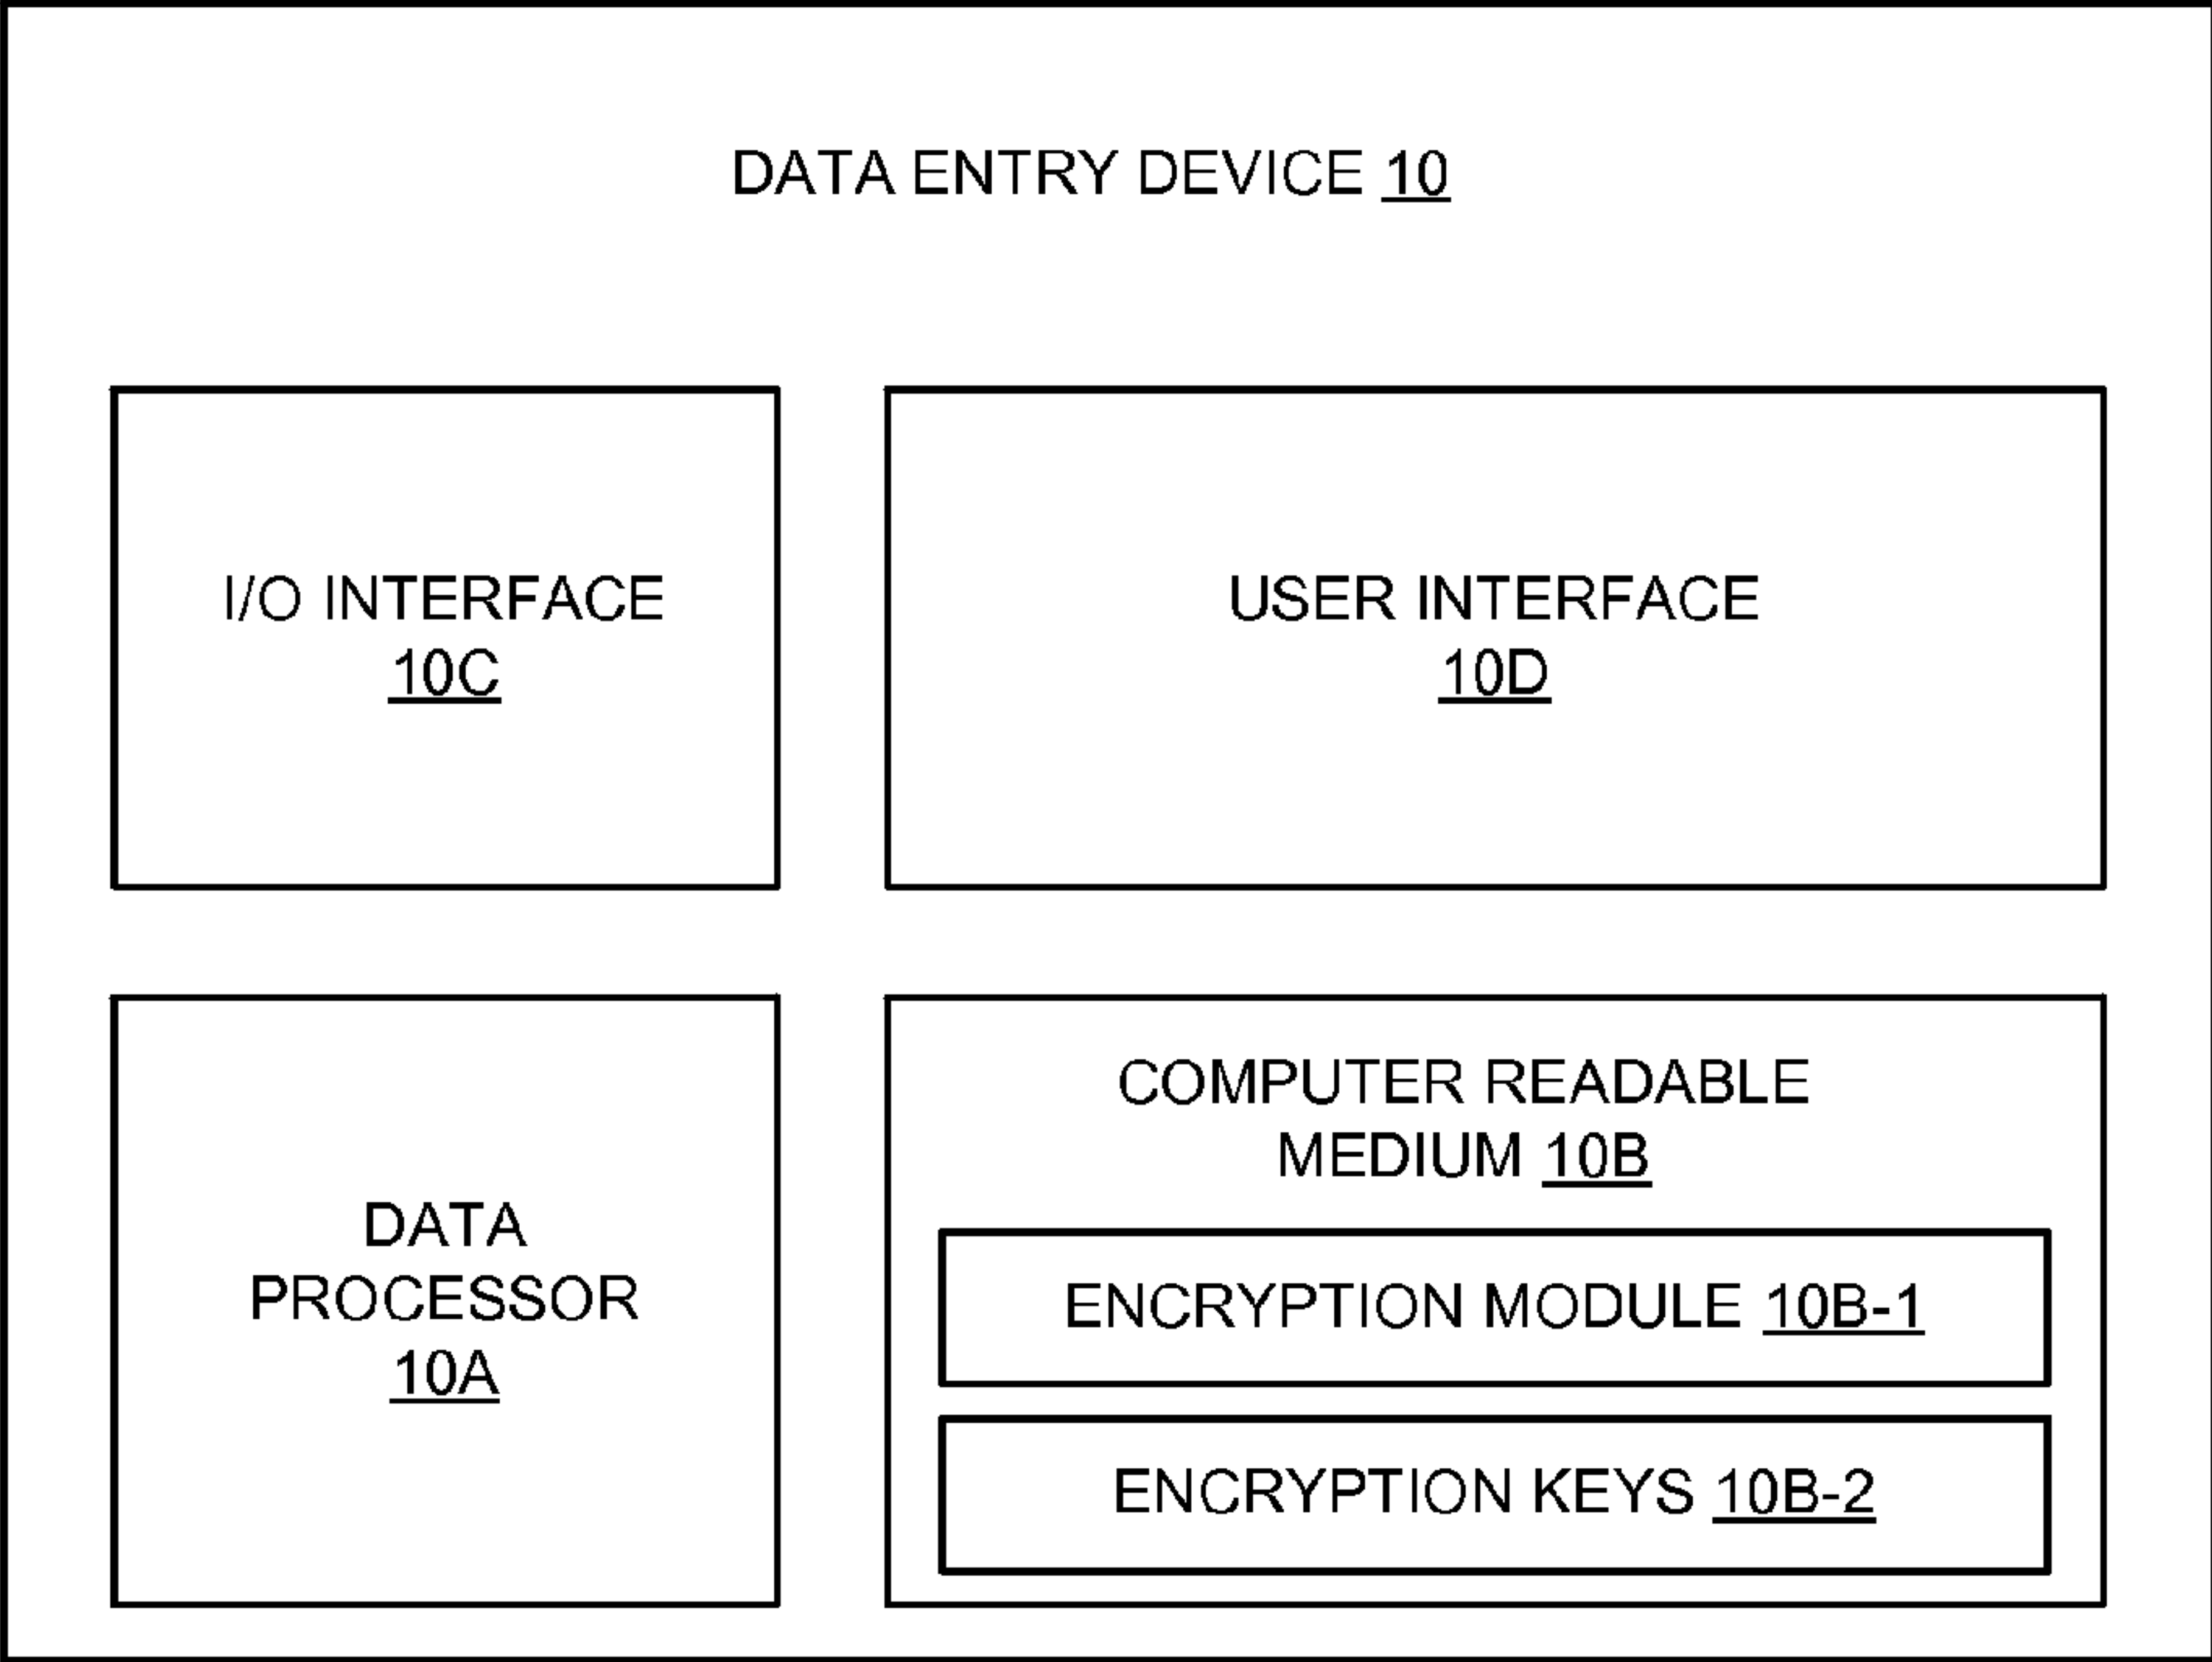 DATA ENTRY DEVICE 10
I/O INTERFACE
10C
USER INTERFACE
10D
DATA
PROCESSOR
10A
COMPUTER READABLE
MEDIUM 10B
ENCRYPTION MODULE 10B-1
ENCRYPTION KEYS 10B-2